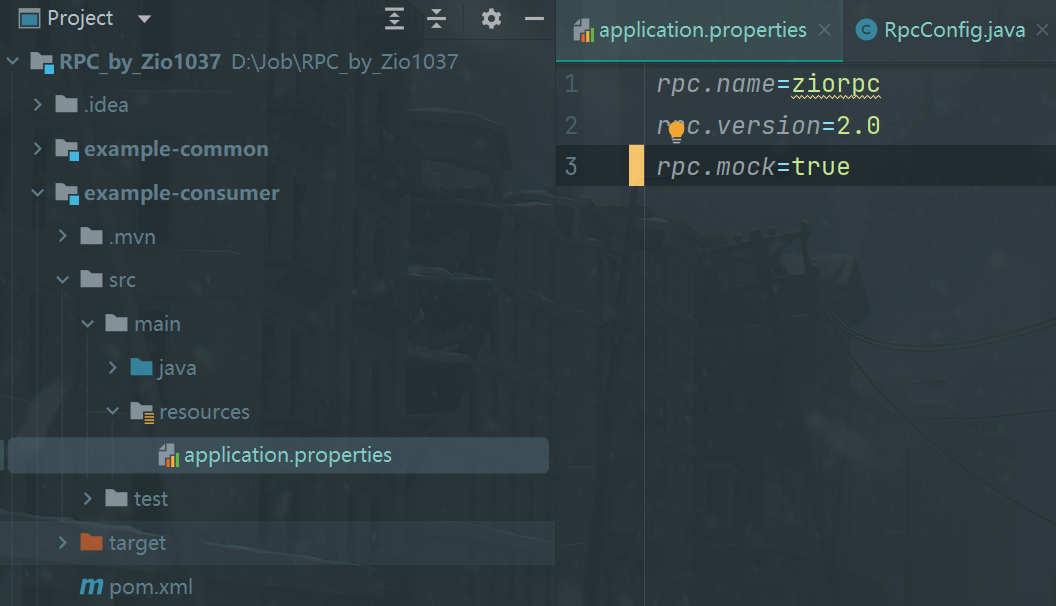 Project
RPC_by_Zio1037 D:\Job\RPC_by_Zio1037
.idea
example-common
example-consumer
.mvn
src
main
java
resources
application.properties
test
target
pom.xml
application.properties
RpcConfig.java
1 rpc.name=ziorpc
2 rpc.version=2.0
3 rpc.mock=true